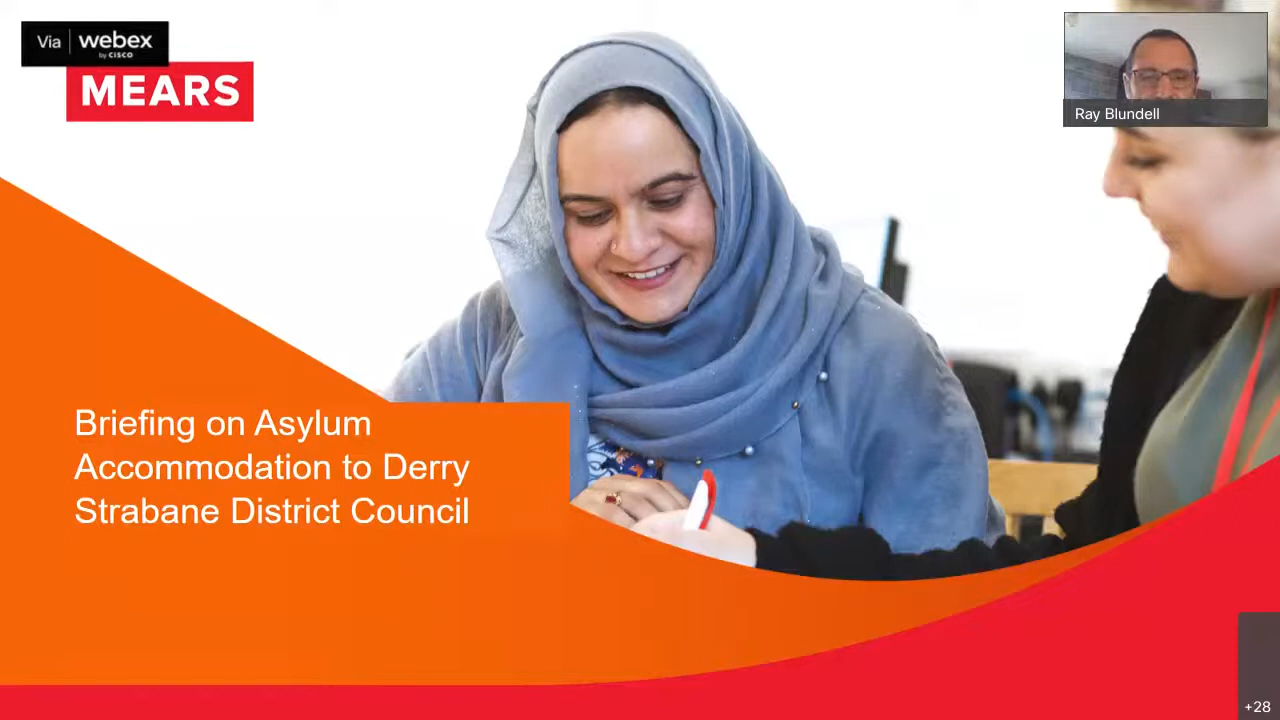 Via webex
by CISCO
MEARS
Ray Blundell
Briefing on Asylum
Accommodation to Derry
Strabane District Council
+28